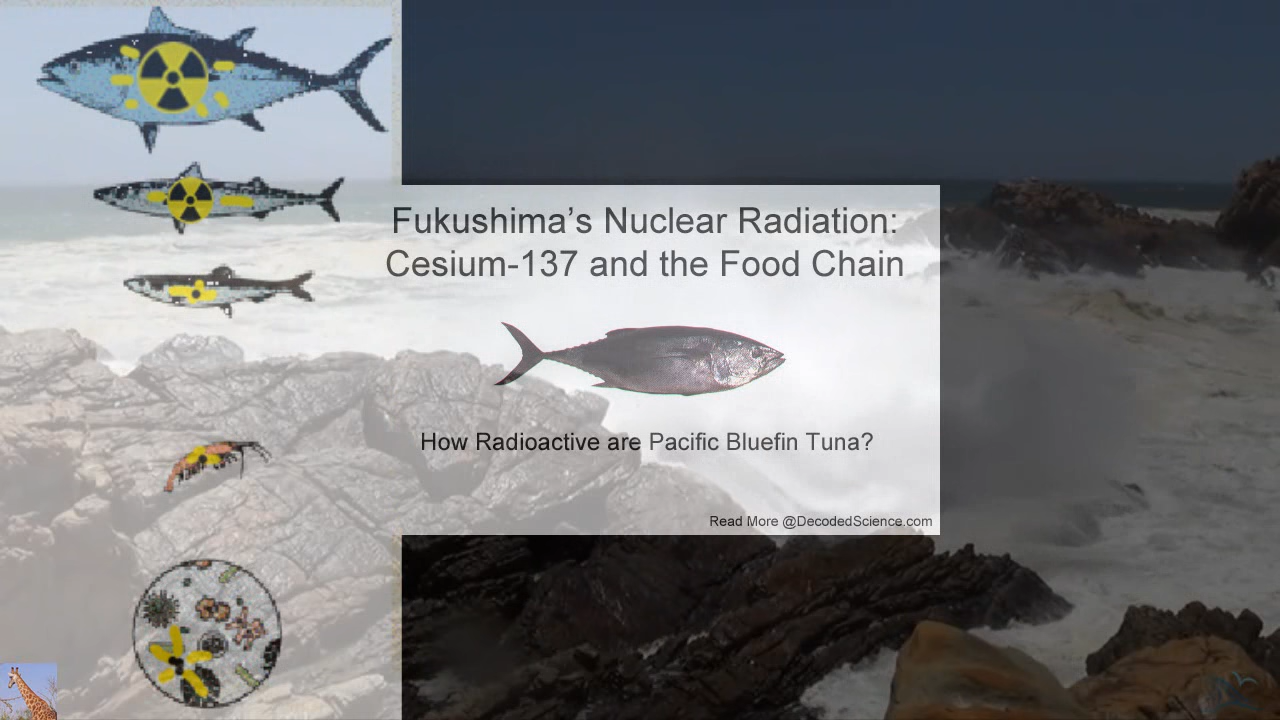 Fukushima’s Nuclear Radiation:
Cesium-137 and the Food Chain
How Radioactive are Pacific Bluefin Tuna?
Read More @DecodedScience.com